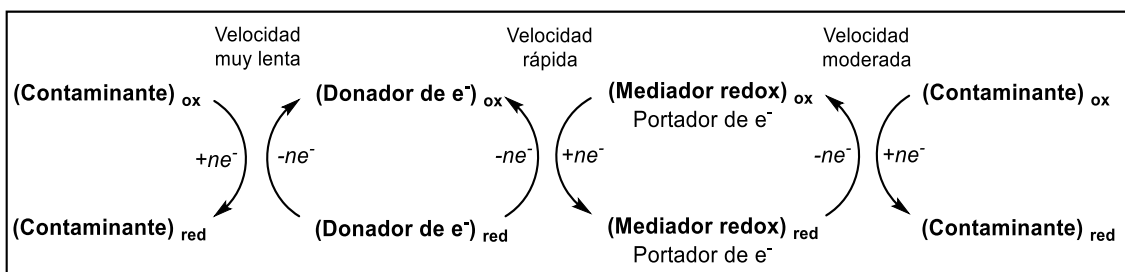 Velocidad
muy lenta
Velocidad
rápida
Velocidad
moderada
(Contaminante) ox
(Donador de e-) ox
(Mediador redox) ox
Portador de e-
(Contaminante) ox
+ne-
-ne-
-ne-
+ne-
-ne-
+ne-
(Contaminante) red
(Donador de e-) red
(Mediador redox) red
Portador de e-
(Contaminante) red